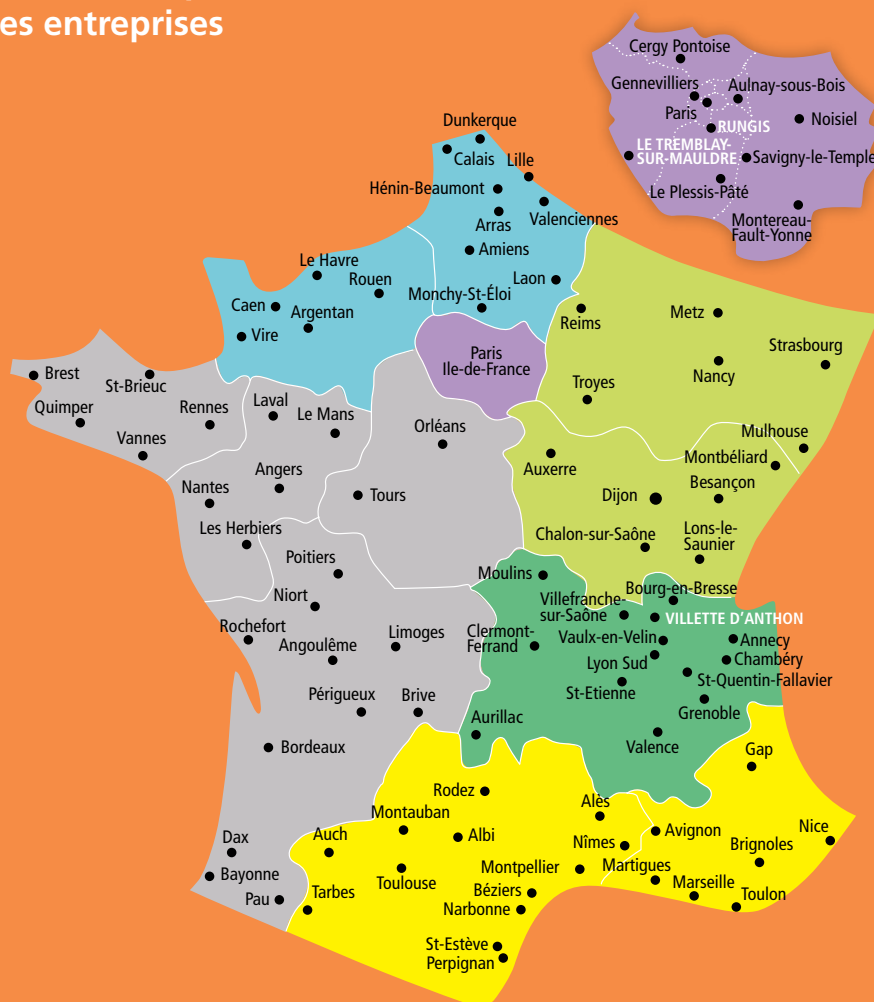 es entreprises
Cergy Pontoise
Gennevilliers
Aulnay-sous-Bois
Paris
Noisiel
RUNGIS
LE TREMBLAY-
SUR-MAULDRE
Savigny-le-Temple
Le Plessis-Pâté
Montereau-
Fault-Yonne
Dunkerque
Calais
Lille
Hénin-Beaumont
Valenciennes
Arras
Amiens
Le Havre
Rouen
Laon
Monchy-St-Éloi
Caen
Argentan
Vire
Reims
Metz
Strasbourg
Nancy
Troyes
Paris
Ile-de-France
Brest
St-Brieuc
Quimper
Rennes
Vannes
Laval
Le Mans
Orléans
Angers
Nantes
Tours
Les Herbiers
Auxerre
Mulhouse
Montbéliard
Besançon
Dijon
Chalon-sur-Saône
Lons-le-
Saunier
Poitiers
Niort
Rochefort
Angoulême
Limoges
Périgueux
Brive
Bordeaux
Moulins
Bourg-en-Bresse
Villefranche-
sur-Saône
VILLETTE D'ANTHON
Clermont-
Ferrand
Vaulx-en-Velin
Annecy
Lyon Sud
Chambéry
St-Quentin-Fallavier
St-Etienne
Grenoble
Aurillac
Valence
Gap
Rodez
Alès
Montauban
Auch
Albi
Nîmes
Avignon
Nice
Brignoles
Dax
Bayonne
Pau
Tarbes
Toulouse
Montpellier
Martigues
Béziers
Marseille
Narbonne
Toulon
St-Estève
Perpignan